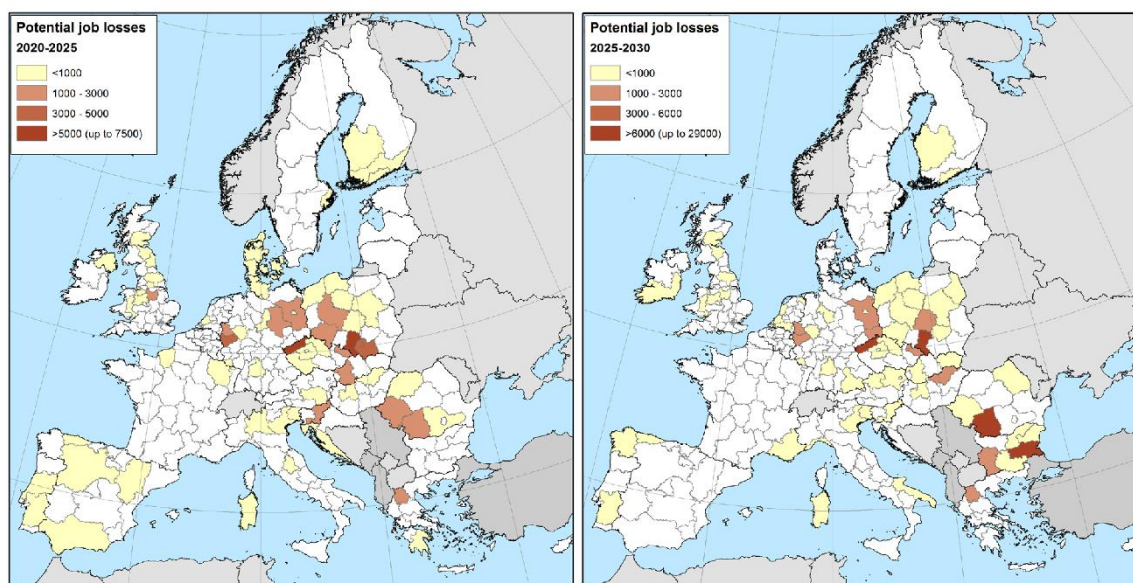 Potential job losses
2020-2025
<1000
1000 - 3000
3000 - 5000
>5000 (up to 7500)
Potential job losses
2025-2030
<1000
1000 - 3000
3000 - 6000
>6000 (up to 29000)